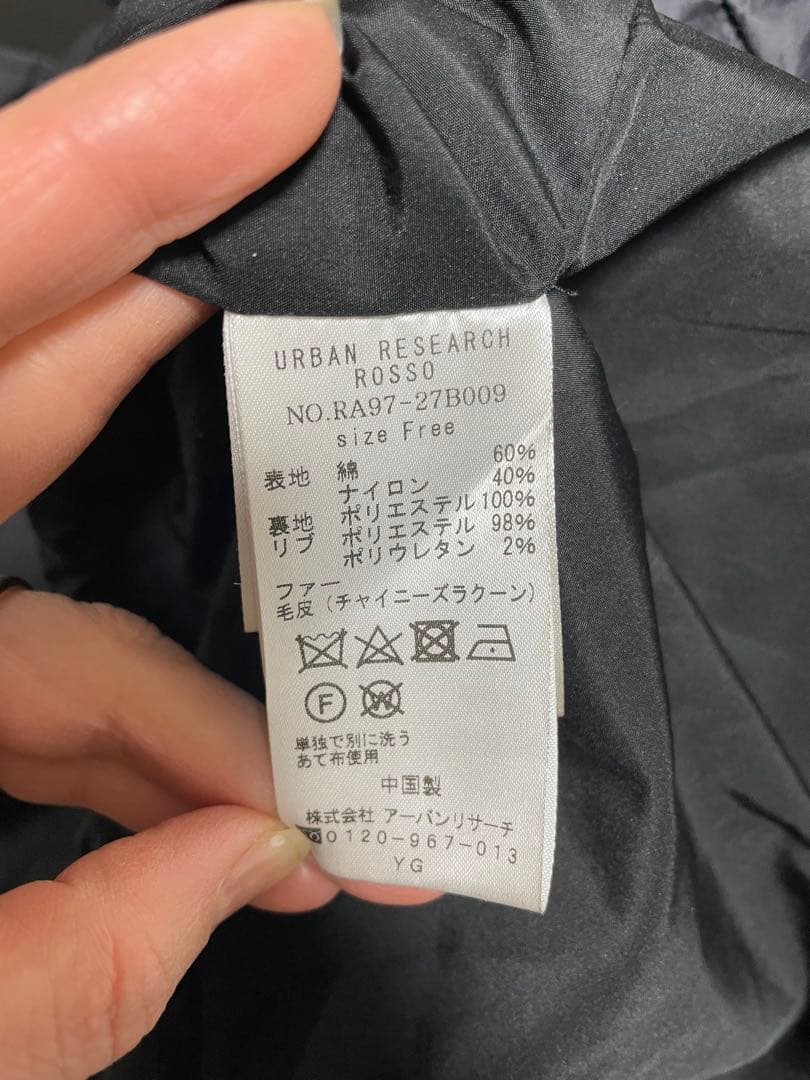 URBAN RESEARCH
ROSSO
NO.RA97-27B009
size Free
表地 綿 60%
ナイロン 40%
裏地 ポリエステル 100%
リブ ポリエステル 98%
ポリウレタン 2%
ファー
毛皮(チャイニーズラクーン)
F W
単独で別に洗う
あて布使用
中国製
株式会社 アーバンリサーチ
0120-967-013
YG